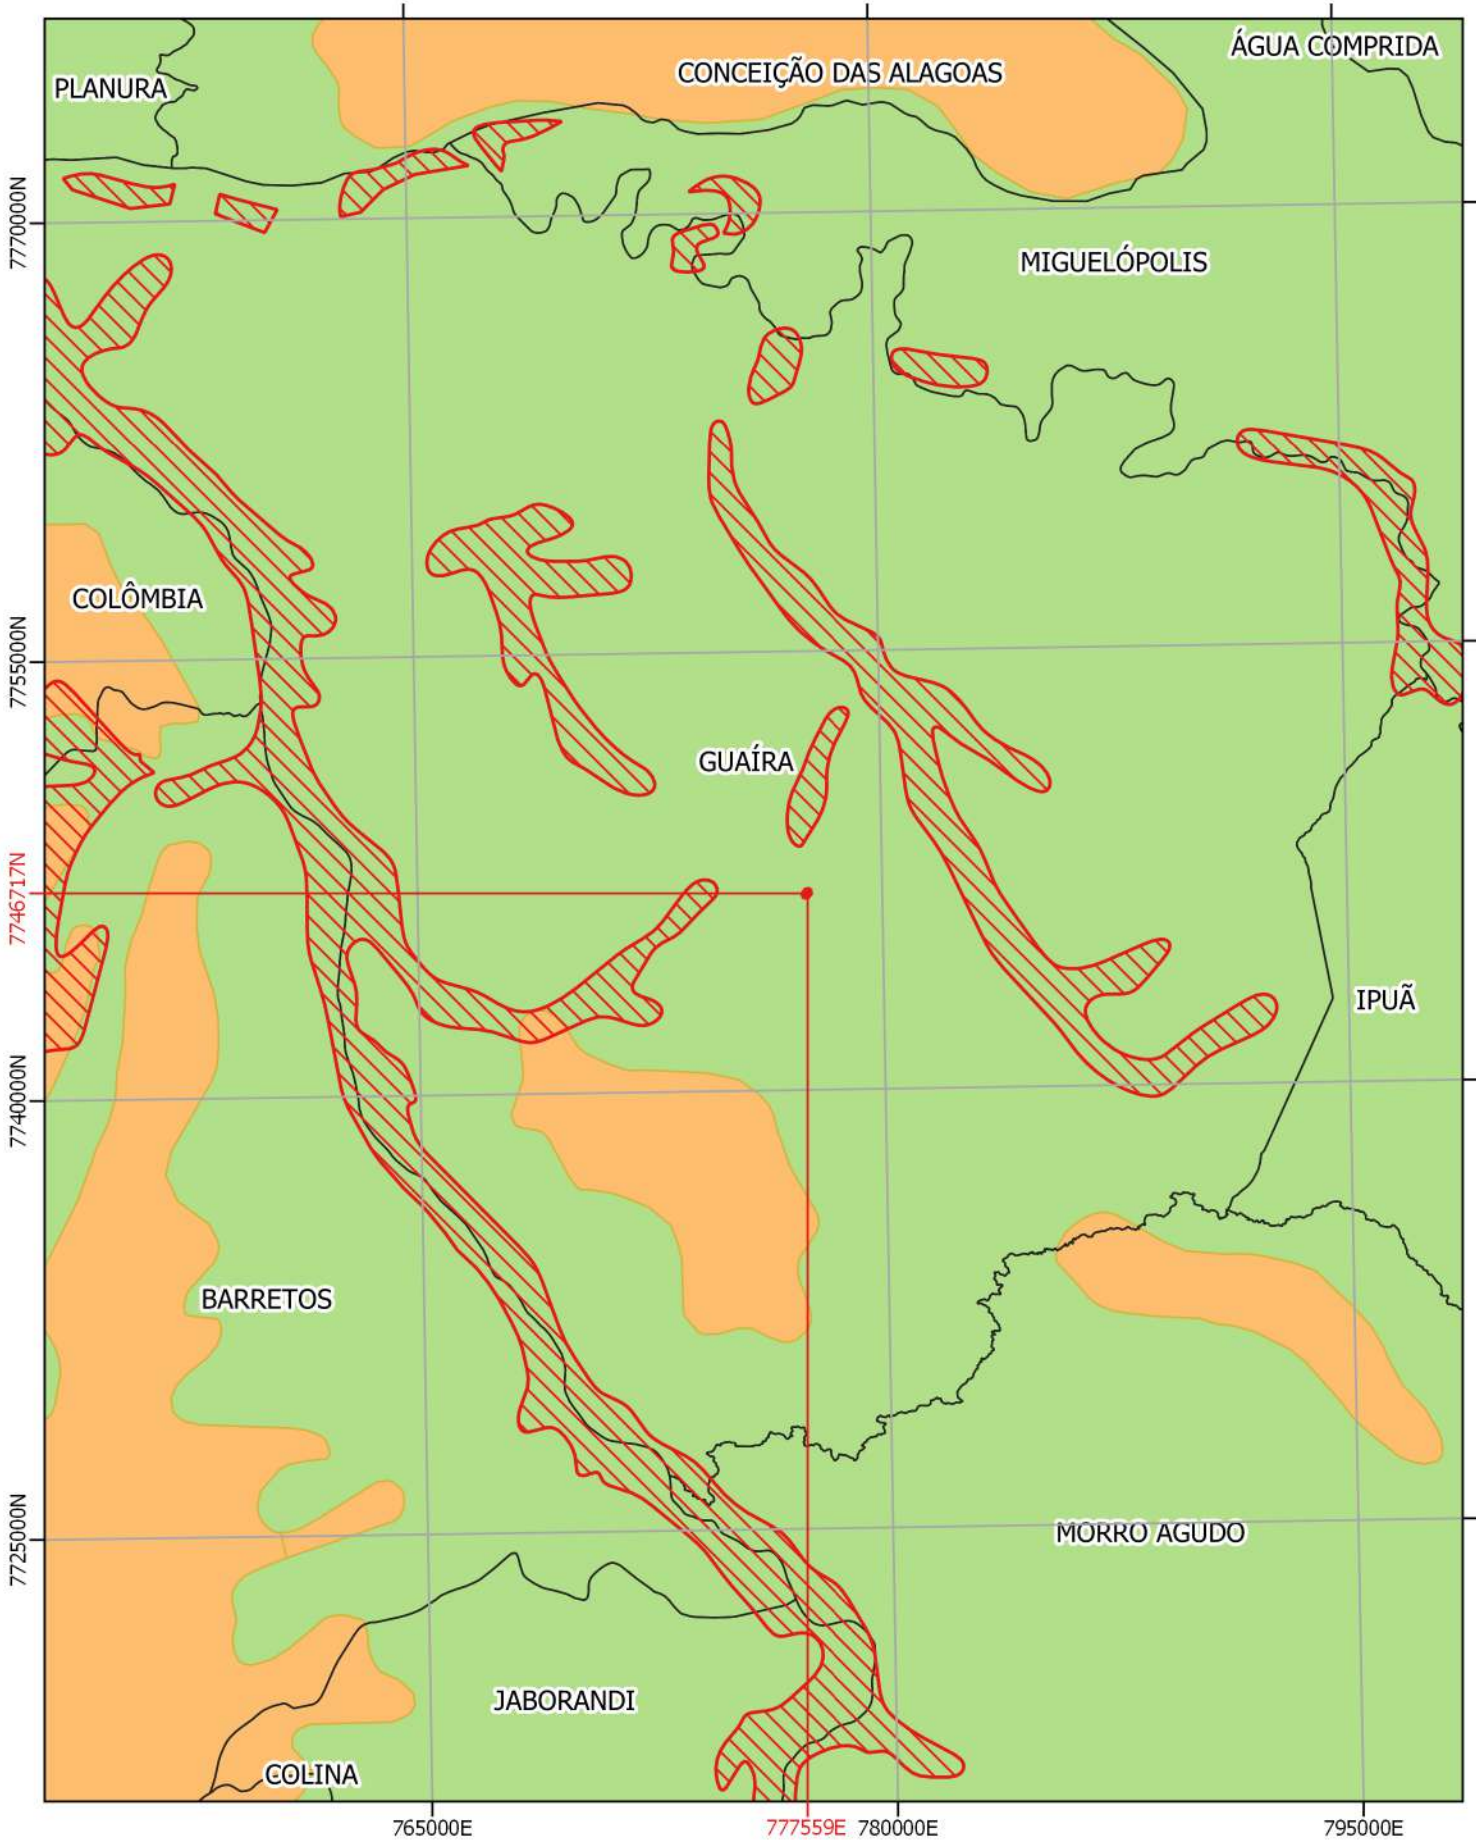 ÁGUA COMPRIDA
CONCEIÇÃO DAS ALAGOAS
PLANURA
7770000N
MIGUELÓPOLIS
COLÔMBIA
7755000N
GUAÍRA
7746717N
IPUÃ
7740000N
BARRETOS
7725000N
MORRO AGUDO
JABORANDI
COLINA
765000E
777559E
780000E
795000E